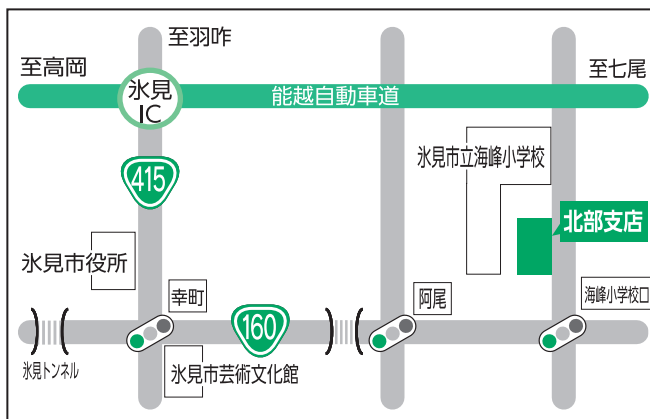 至羽咋
至高岡
至七尾
氷見
IC
能越自動車道
氷見市立海峰小学校
415
北部支店
氷見市役所
幸町
阿尾
海峰小学校口
160
氷見トンネル
氷見市芸術文化館